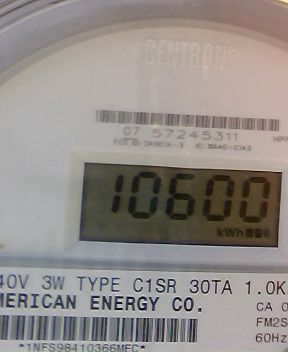 CENTRON®
07 57245311
10600
kWh
40V 3W TYPE C1SR 30TA 1.0K
MERICAN ENERGY CO.
CA 0
FM2S
60Hz
*1NFS98410366MEC*